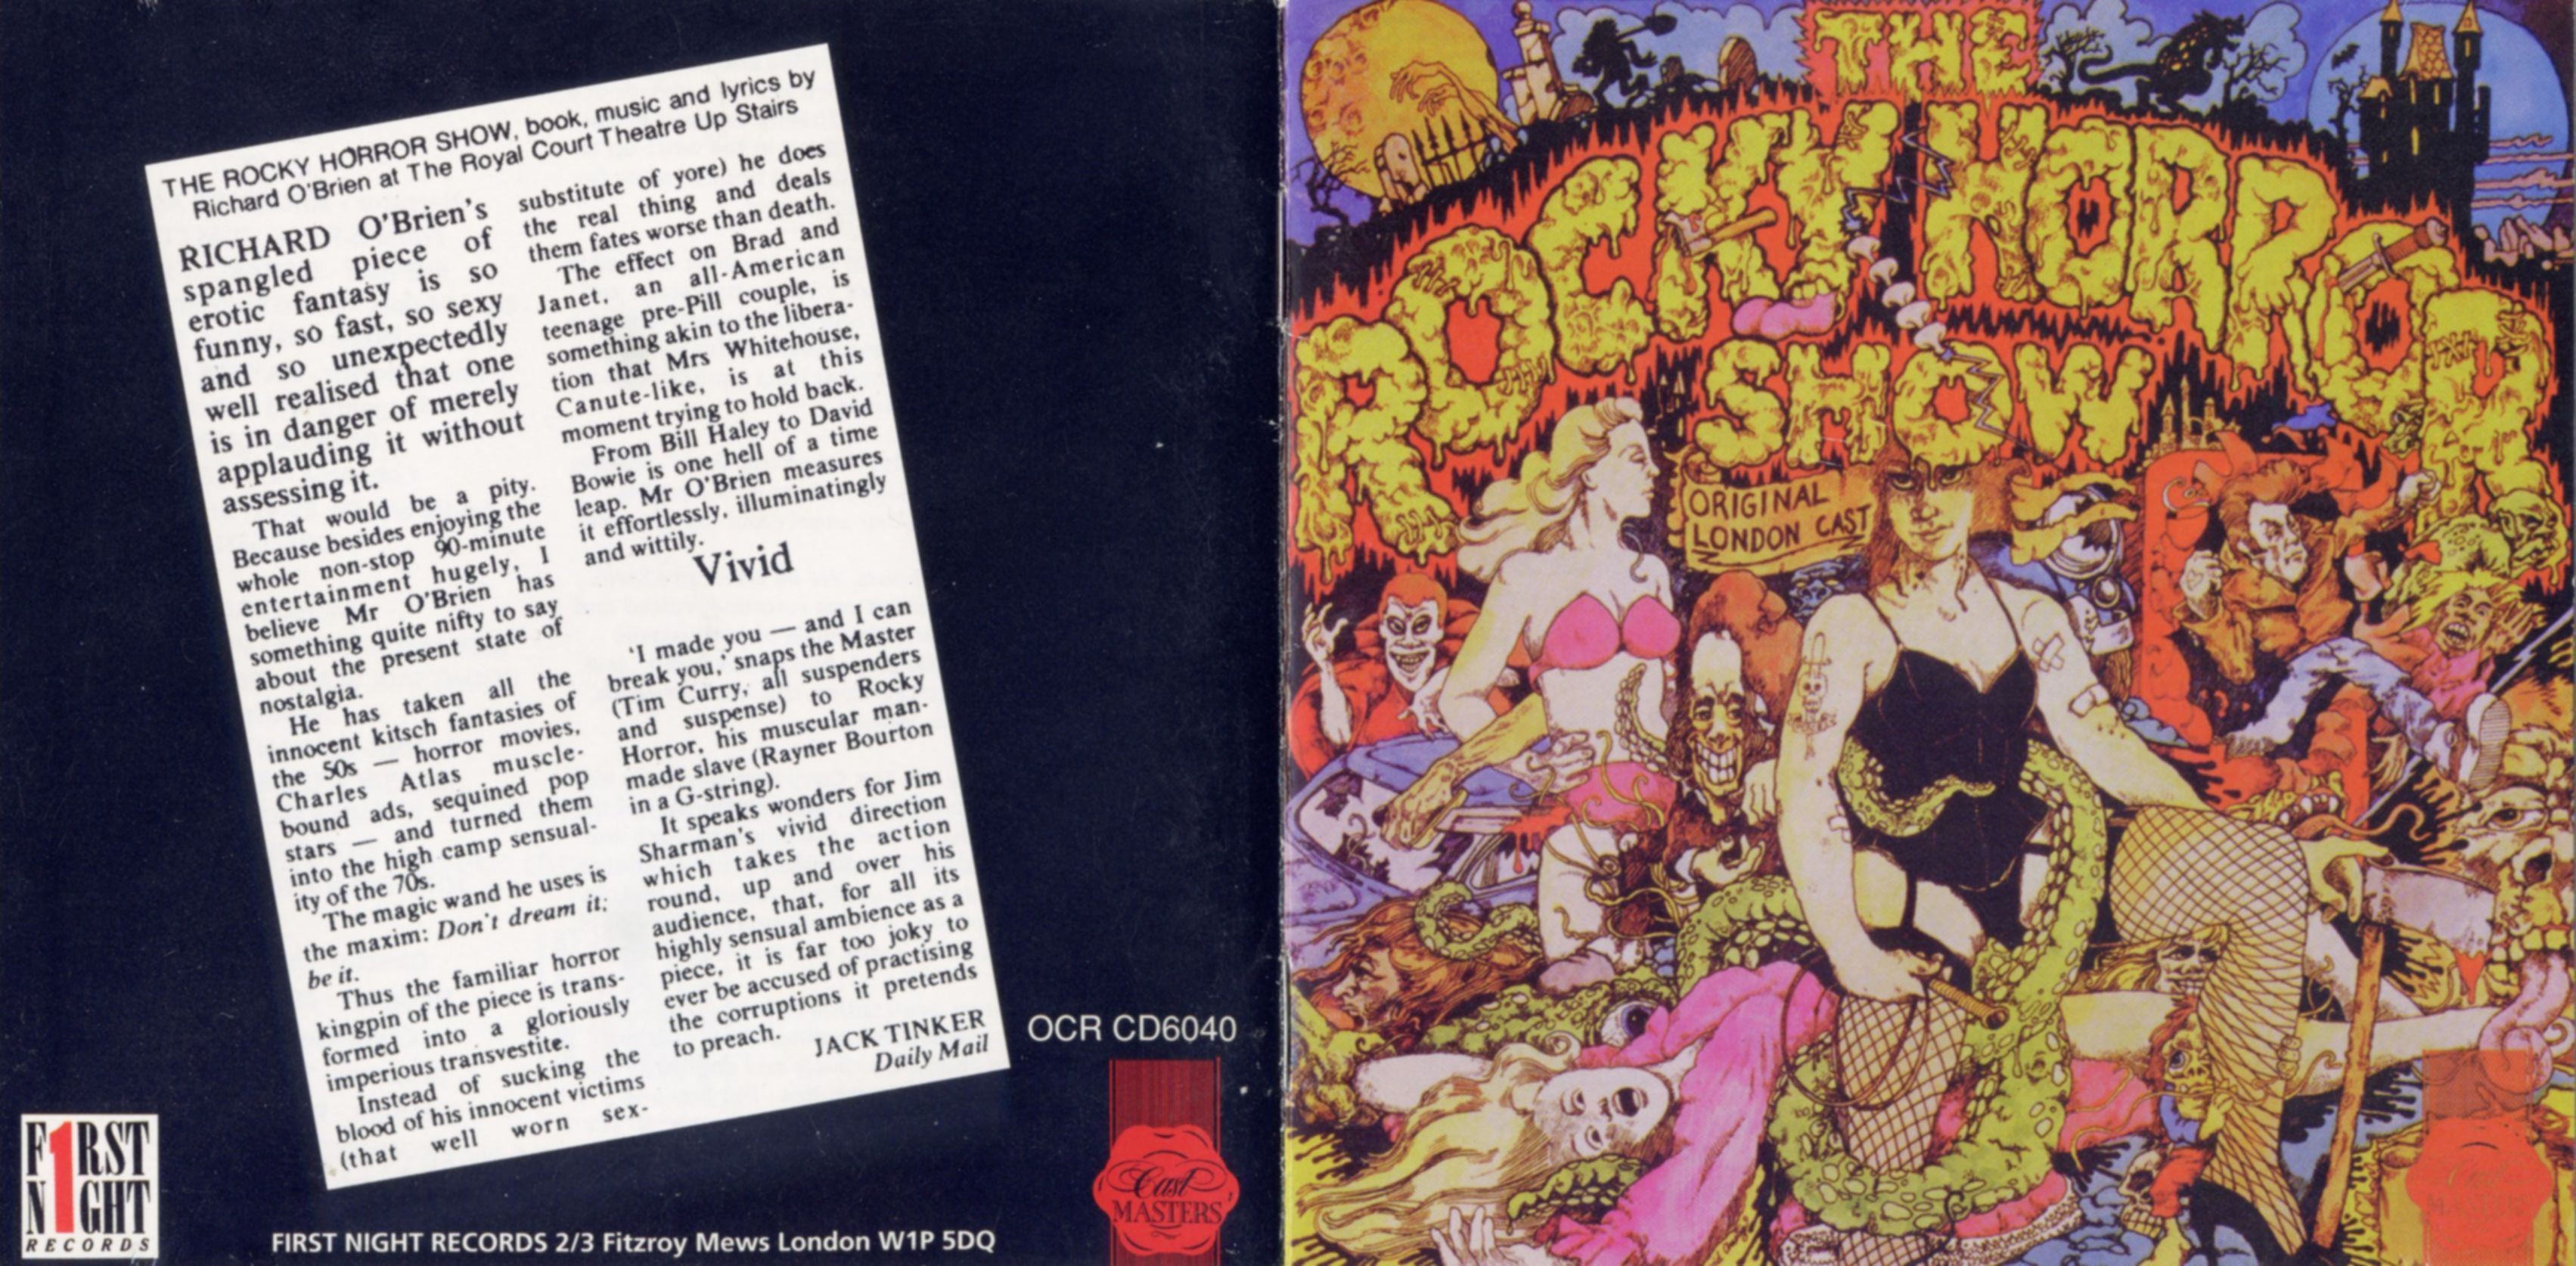 THE ROCKY HORROR SHOW, book, music and lyrics by
Richard O'Brien at The Royal Court Theatre Up Stairs
RICHARD O'Brien's
spangled piece of
erotic fantasy is so
funny, so fast, so sexy
and so unexpectedly
well realised that one
is in danger of merely
applauding it without
assessing it.
That would be a pity.
Because besides enjoying the
whole non-stop 90-minute
entertainment hugely, I
believe Mr O'Brien has
something quite nifty to say
about the present state of
nostalgia.
He has taken all the
innocent kitsch fantasies of
the 50s — horror movies,
Charles Atlas muscle-
bound ads, sequined pop
stars — and turned them
into the high camp sensual-
ity of the 70s.
The magic wand he uses is
the maxim: Don't dream it;
be it.
Thus the familiar horror
kingpin of the piece is trans-
formed into a gloriously
imperious transvestite.
Instead of sucking the
blood of his innocent victims
(that well worn sex-
substitute of yore) he does
the real thing and deals
them fates worse than death.
The effect on Brad and
Janet, an all-American
teenage pre-Pill couple, is
something akin to the libera-
tion that Mrs Whitehouse,
Canute-like, is at this
moment trying to hold back.
From Bill Haley to David
Bowie is one hell of a time
leap. Mr O'Brien measures
it effortlessly, illuminatingly
and wittily.
Vivid
'I made you — and I can
break you,' snaps the Master
(Tim Curry, all suspenders
and suspense) to Rocky
Horror, his muscular man-
made slave (Rayner Bourton
in a G-string).
It speaks wonders for Jim
Sharman's vivid direction
which takes the action
round, up and over his
audience, that, for all its
highly sensual ambience as a
piece, it is far too joky to
ever be accused of practising
the corruptions it pretends
to preach.
JACK TINKER
Daily Mail
OCR CD6040
F1RST
N1GHT
RECORDS
FIRST NIGHT RECORDS 2/3 Fitzroy Mews London W1P 5DQ
Cast
MASTERS
THE
ROCKY HORROR
SHOW
ORIGINAL
LONDON CAST
Cast
MASTERS